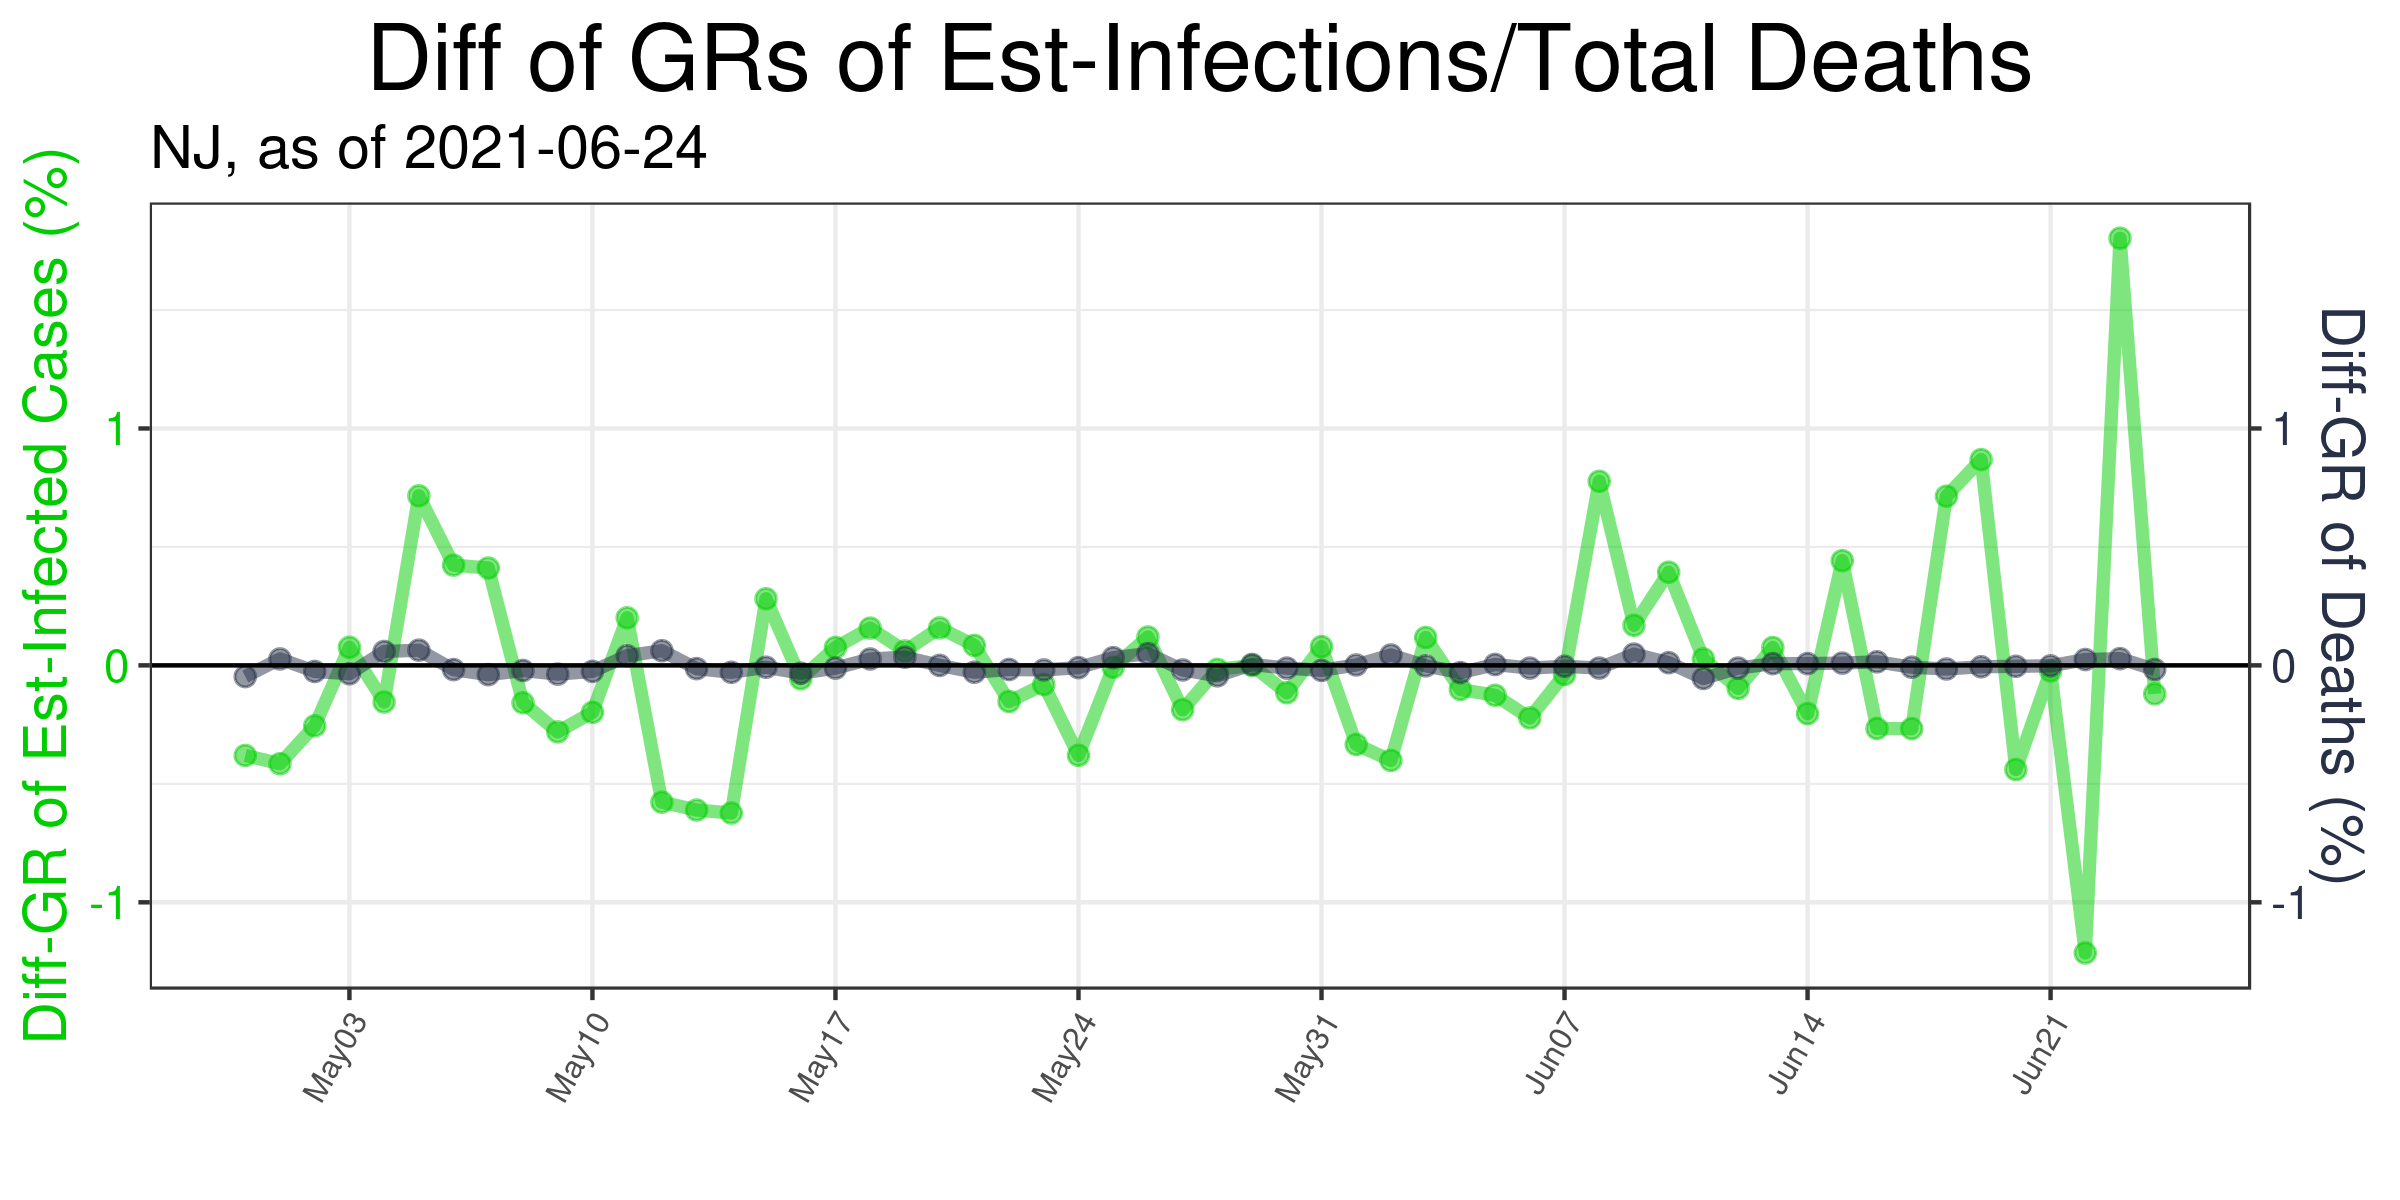 Diff of GRs of Est-Infections/Total Deaths
NJ, as of 2021-06-24
Diff-GR of Est-Infected Cases (%)
1
0
-1
1
0
-1
Diff-GR of Deaths (%)
May03
May10
May17
May24
May31
Jun07
Jun14
Jun21